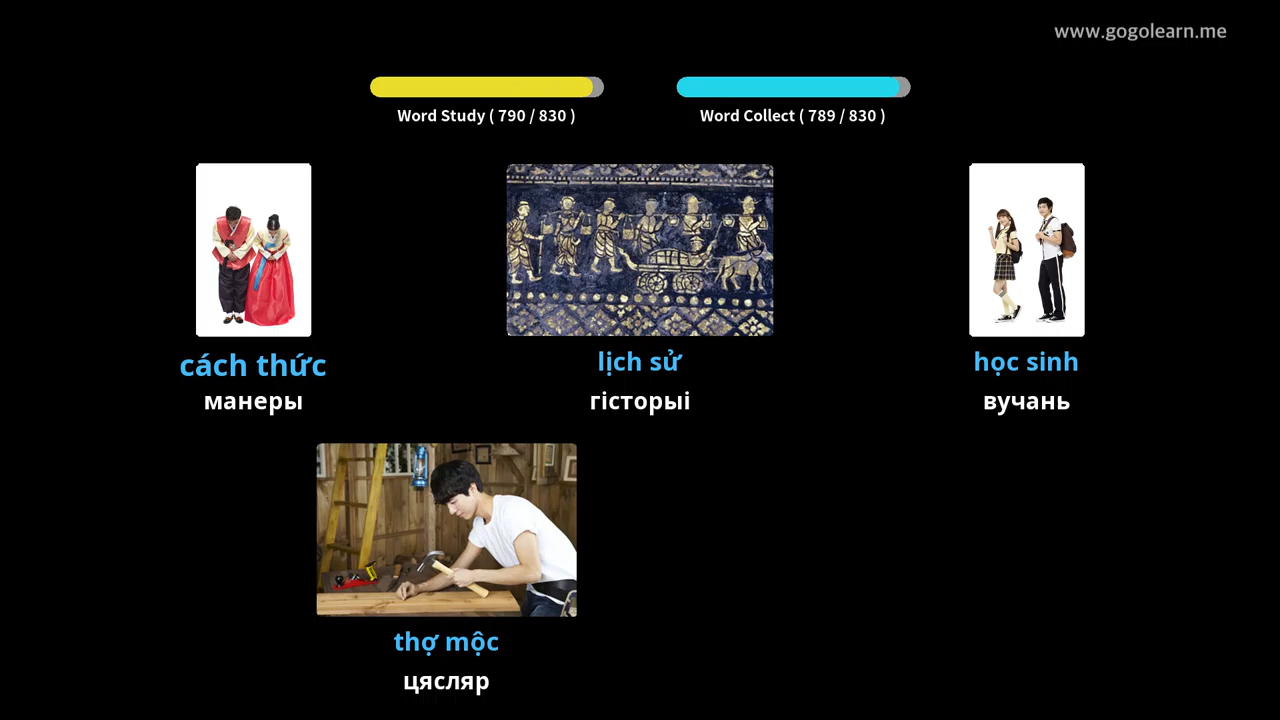 www.gogolearn.me
Word Study ( 790 / 830 )
Word Collect ( 789 / 830 )
cách thức
манеры
lịch sử
гісторыі
học sinh
вучань
thợ mộc
цясляр